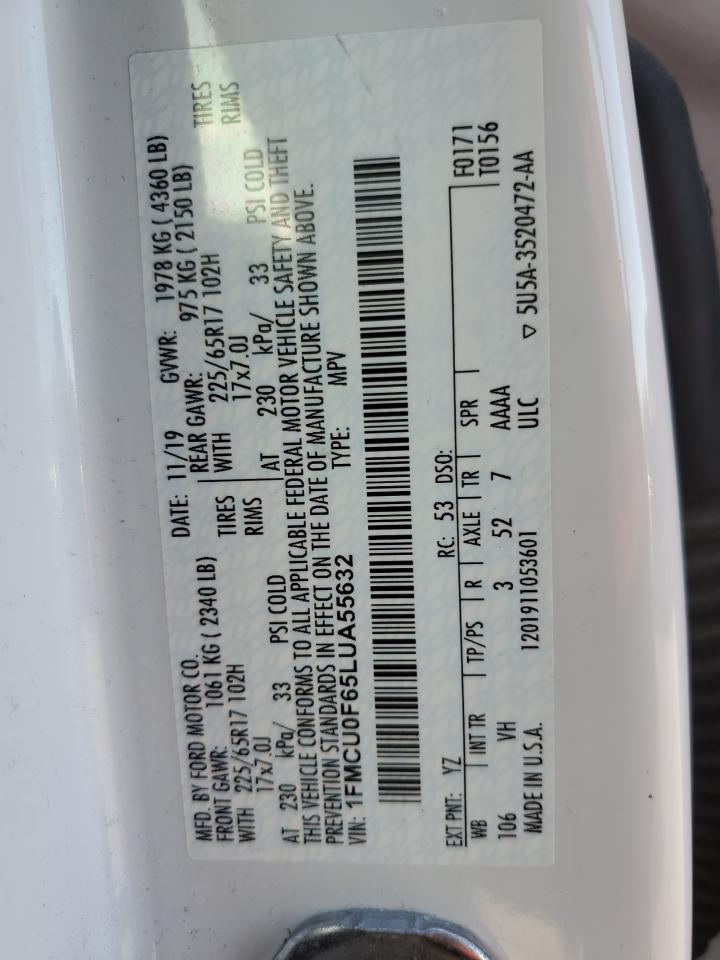 MFD. BY FORD MOTOR CO.
DATE: 11/19 GVWR: 1978 KG ( 4360 LB)
FRONT GAWR: 1061 KG ( 2340 LB) REAR GAWR: 975 KG ( 2150 LB)
WITH 225/65R17 102H TIRES WITH 225/65R17 102H TIRES
17x7.0J RIMS 17x7.0J RIMS
AT 230 kPa/ 33 PSI COLD AT 230 kPa/ 33 PSI COLD
THIS VEHICLE CONFORMS TO ALL APPLICABLE FEDERAL MOTOR VEHICLE SAFETY AND THEFT
PREVENTION STANDARDS IN EFFECT ON THE DATE OF MANUFACTURE SHOWN ABOVE.
VIN: 1FMCU0F65LUA55632 TYPE: MPV
EXT PNT: YZ RC: 53 DSO: F0171
WB INT TR TP/PS R AXLE TR SPR T0156
106 VH 3 52 7 AAAA
MADE IN U.S.A. 1201911053601 ULC ▽ 5U5A-3520472-AA